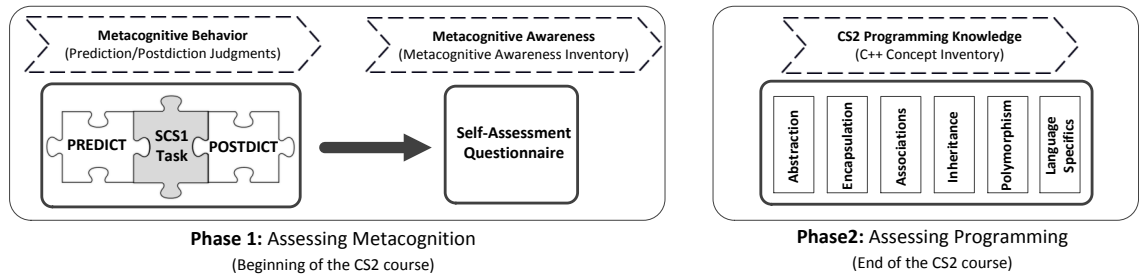 Metacognitive Behavior
(Prediction/Postdiction Judgments)
Metacognitive Awareness
(Metacognitive Awareness Inventory)
PREDICT
SCS1
Task
POSTDICT
Self-Assessment
Questionnaire
Phase 1: Assessing Metacognition
(Beginning of the CS2 course)
CS2 Programming Knowledge
(C++ Concept Inventory)
Abstraction
Encapsulation
Associations
Inheritance
Polymorphism
Language
Specifics
Phase2: Assessing Programming
(End of the CS2 course)